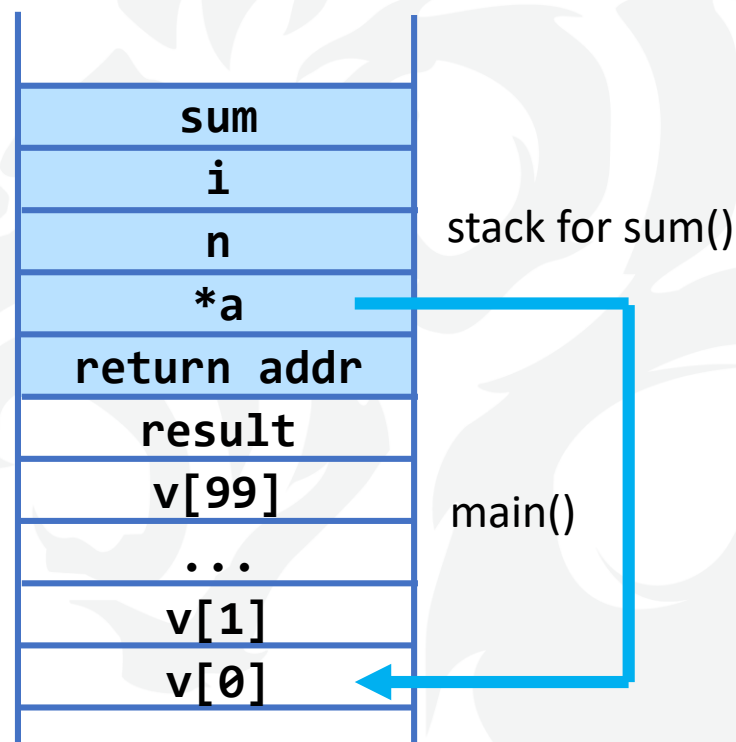 sum
i
n
stack for sum()
*a
return addr
result
v[99]
main()
...
v[1]
v[0]